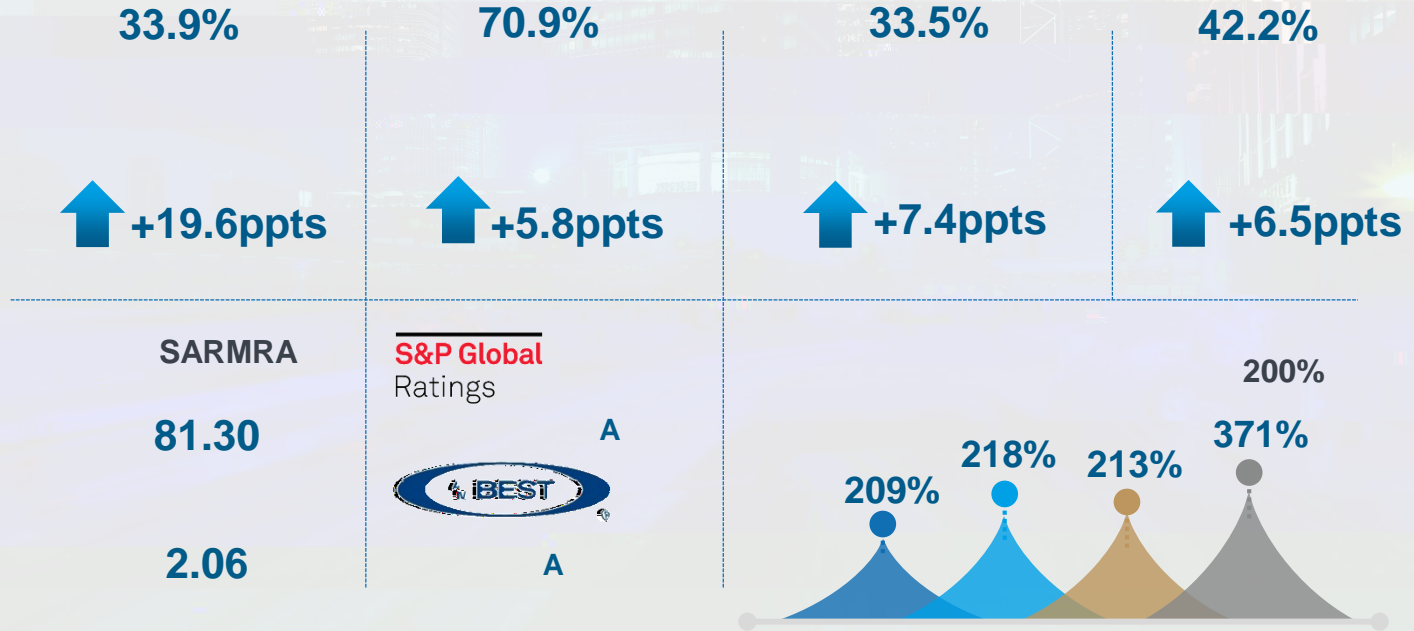 33.9%
70.9%
33.5%
42.2%
+19.6ppts
+5.8ppts
+7.4ppts
+6.5ppts
SARMRA
81.30
2.06
S&P Global
Ratings
A
BEST
A
200%
209%
218%
213%
371%